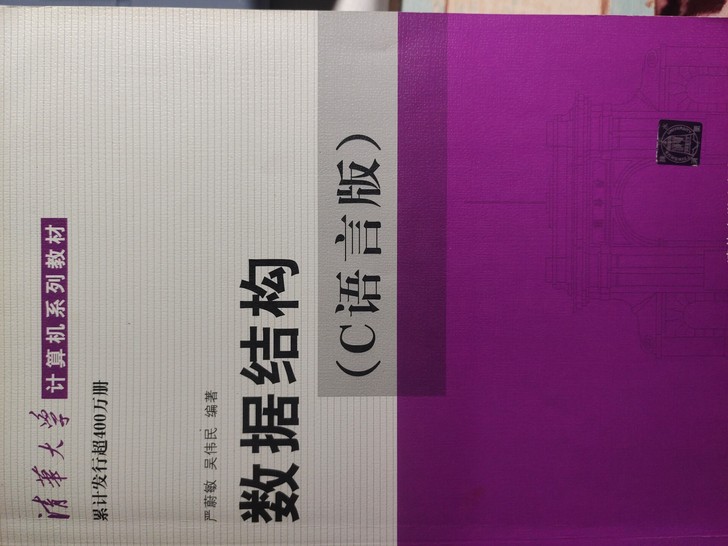 清华大学 计算机系列教材
累计发行超400万册
严蔚敏 吴伟民 编著
数据结构
（C语言版）